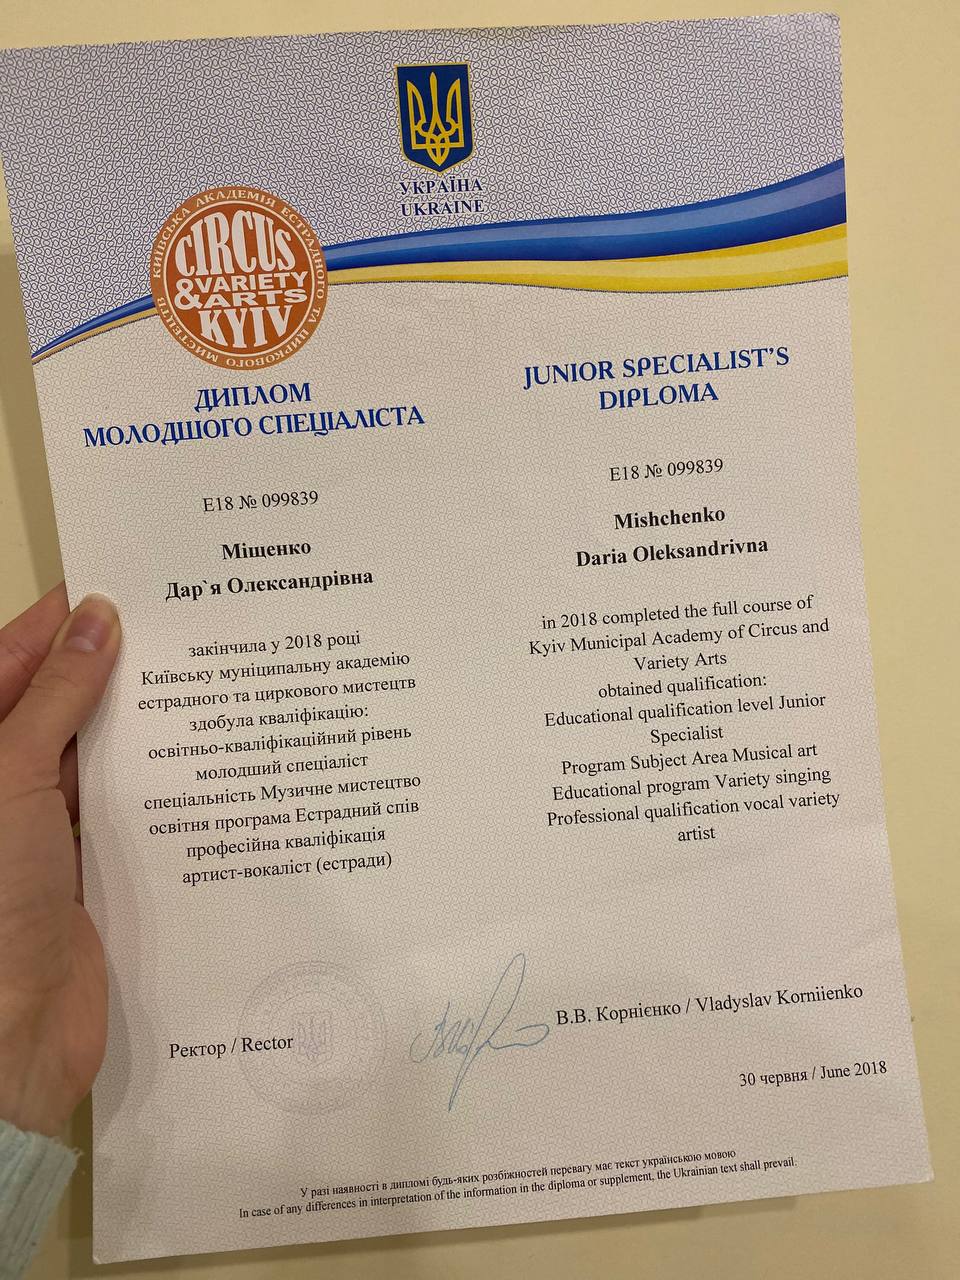 УКРАЇНА
UKRAINE
КИЇВСЬКА АКАДЕМІЯ ЕСТРАДНОГО ТА ЦИРКОВОГО МИСТЕЦТВ
CIRCUS
&VARIETY
ARTS
KYIV
ДИПЛОМ
МОЛОДШОГО СПЕЦІАЛІСТА
E18 № 099839
Міщенко
Дар`я Олександрівна
закінчила у 2018 році
Київську муніципальну академію
естрадного та циркового мистецтв
здобула кваліфікацію:
освітньо-кваліфікаційний рівень
молодший спеціаліст
спеціальність Музичне мистецтво
освітня програма Естрадний спів
професійна кваліфікація
артист-вокаліст (естради)
JUNIOR SPECIALIST'S
DIPLOMA
E18 № 099839
Mishchenko
Daria Oleksandrivna
in 2018 completed the full course of
Kyiv Municipal Academy of Circus and
Variety Arts
obtained qualification:
Educational qualification level Junior
Specialist
Program Subject Area Musical art
Educational program Variety singing
Professional qualification vocal variety
artist
Ректор / Rector
В.В. Корнієнко / Vladyslav Korniienko
30 червня / June 2018
У разі наявності в дипломі будь-яких розбіжностей перевагу має текст українською мовою
In case of any differences in interpretation of the information in the diploma or supplement, the Ukrainian text shall prevail.